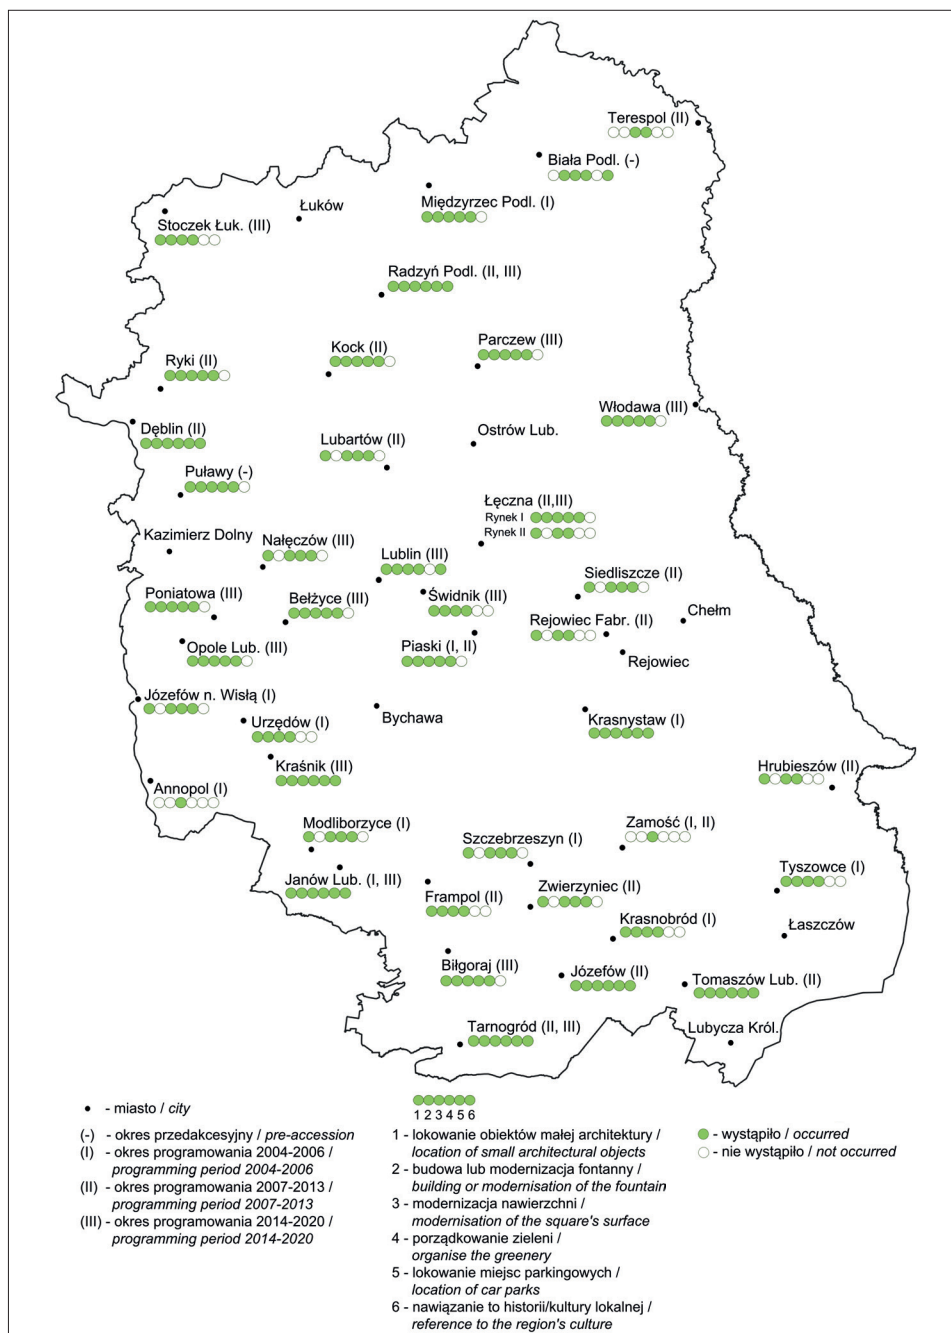 Terespol (II)
Biała Podl. (-)
Międzyrzec Podl. (I)
Łuków
Stoczek Łuk. (III)
Radzyń Podl. (II, III)
Kock (II)
Parczew (III)
Ryki (II)
Włodawa (III)
Dęblin (II)
Ostrów Lub.
Lubartów (II)
Puławy (-)
Łęczna (II,III)
Rynek I
Rynek II
Kazimierz Dolny
Nałęczów (III)
Lublin (III)
Siedliszcze (II)
Poniatowa (III)
Bełżyce (III)
Świdnik (III)
Chełm
Rejowiec Fabr. (II)
Opole Lub. (III)
Piaski (I, II)
Rejowiec
Józefów n. Wisłą (I)
Urzędów (I)
Bychawa
Krasnystaw (I)
Kraśnik (III)
Hrubieszów (II)
Annopol (I)
Modliborzyce (I)
Zamość (I, II)
Szczebrzeszyn (I)
Tyszowce (I)
Janów Lub. (I, III)
Frampol (II)
Zwierzyniec (II)
Krasnobród (I)
Łaszczów
Biłgoraj (III)
Józefów (II)
Tomaszów Lub. (II)
Tarnogród (II, III)
Lubycza Król.
- miasto / city
(-) - okres przedakcesyjny / pre-accession
(I) - okres programowania 2004-2006 /
programming period 2004-2006
(II) - okres programowania 2007-2013 /
programming period 2007-2013
(III) - okres programowania 2014-2020 /
programming period 2014-2020
1 2 3 4 5 6
1 - lokowanie obiektów małej architektury /
location of small architectural objects
2 - budowa lub modernizacja fontanny /
building or modernisation of the fountain
3 - modernizacja nawierzchni /
modernisation of the square's surface
4 - porządkowanie zieleni /
organise the greenery
5 - lokowanie miejsc parkingowych /
location of car parks
6 - nawiązanie to historii/kultury lokalnej /
reference to the region's culture
- wystąpiło / occurred
- nie wystąpiło / not occurred